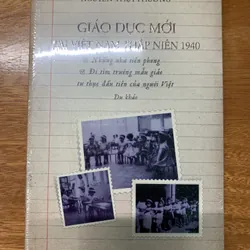 GIÁO DỤC MỚI
TẠI VIỆT NAM THẬP NIÊN 1940
Những nhà tiên phong
Đi tìm trường mẫu giáo
tư thục đầu tiên của người Việt
Du khảo